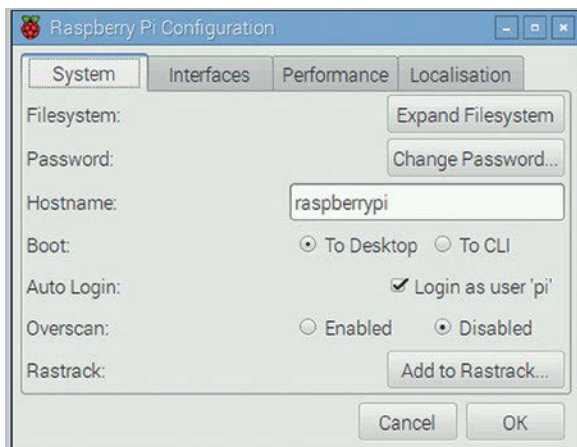 Raspberry Pi Configuration
System Interfaces Performance Localisation
Filesystem: Expand Filesystem
Password: Change Password...
Hostname: raspberrypi
Boot: To Desktop To CLI
Auto Login: Login as user 'pi'
Overscan: Enabled Disabled
Rastrack: Add to Rastrack...
Cancel OK